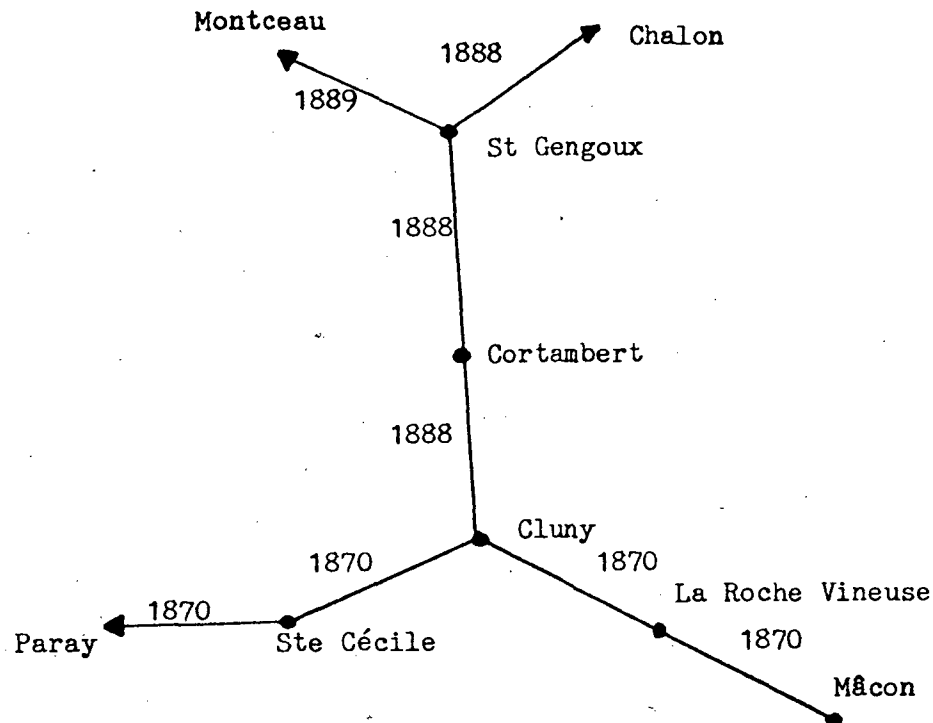 Montceau
Chalon
1888
1889
St Gengoux
1888
Cortambert
1888
Cluny
1870
1870
La Roche Vineuse
1870
Paray
Ste Cécile
1870
Mâcon